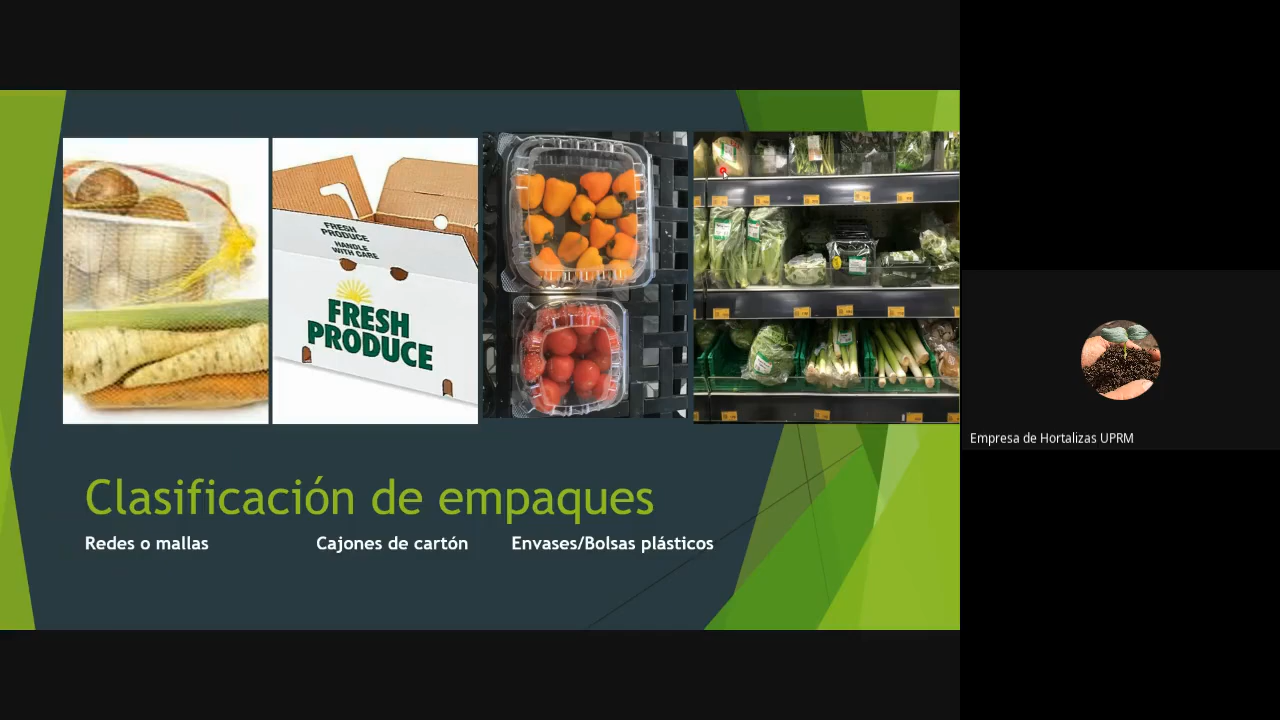 FRESH
PRODUCE
HANDLE
WITH CARE
FRESH
PRODUCE
Clasificación de empaques
Redes o mallas
Cajones de cartón
Envases/Bolsas plásticos
Empresa de Hortalizas UPRM